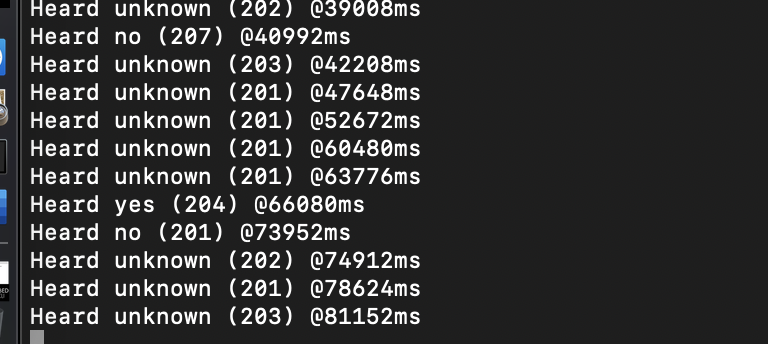 Heard unknown (202) @39008ms
Heard no (207) @40992ms
Heard unknown (203) @42208ms
Heard unknown (201) @47648ms
Heard unknown (201) @52672ms
Heard unknown (201) @60480ms
Heard unknown (201) @63776ms
Heard yes (204) @66080ms
Heard no (201) @73952ms
Heard unknown (202) @74912ms
Heard unknown (201) @78624ms
Heard unknown (203) @81152ms